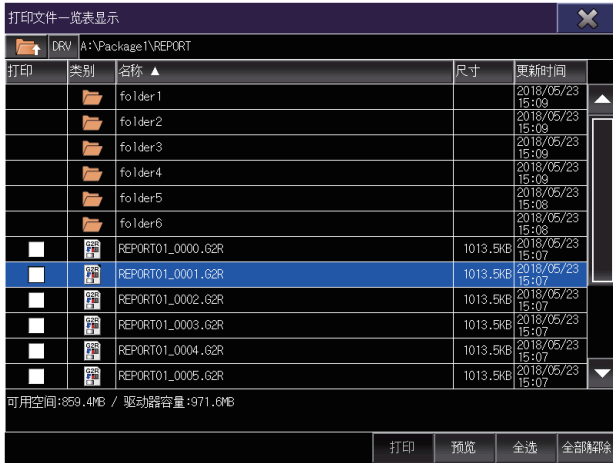 打印文件一览表显示
DRV A:\Package1\REPORT
打印 类别 名称 ▲ 尺寸 更新时间
folder1 2018/05/23 15:09
folder2 2018/05/23 15:09
folder3 2018/05/23 15:09
folder4 2018/05/23 15:09
folder5 2018/05/23 15:08
folder6 2018/05/23 15:08
G2R REPORT01_0000.G2R 1013.5KB 2018/05/23 15:07
G2R REPORT01_0001.G2R 1013.5KB 2018/05/23 15:07
G2R REPORT01_0002.G2R 1013.5KB 2018/05/23 15:07
G2R REPORT01_0003.G2R 1013.5KB 2018/05/23 15:07
G2R REPORT01_0004.G2R 1013.5KB 2018/05/23 15:07
G2R REPORT01_0005.G2R 1013.5KB 2018/05/23 15:07
可用空间:859.4MB / 驱动器容量:971.6MB
打印 预览 全选 全部解除